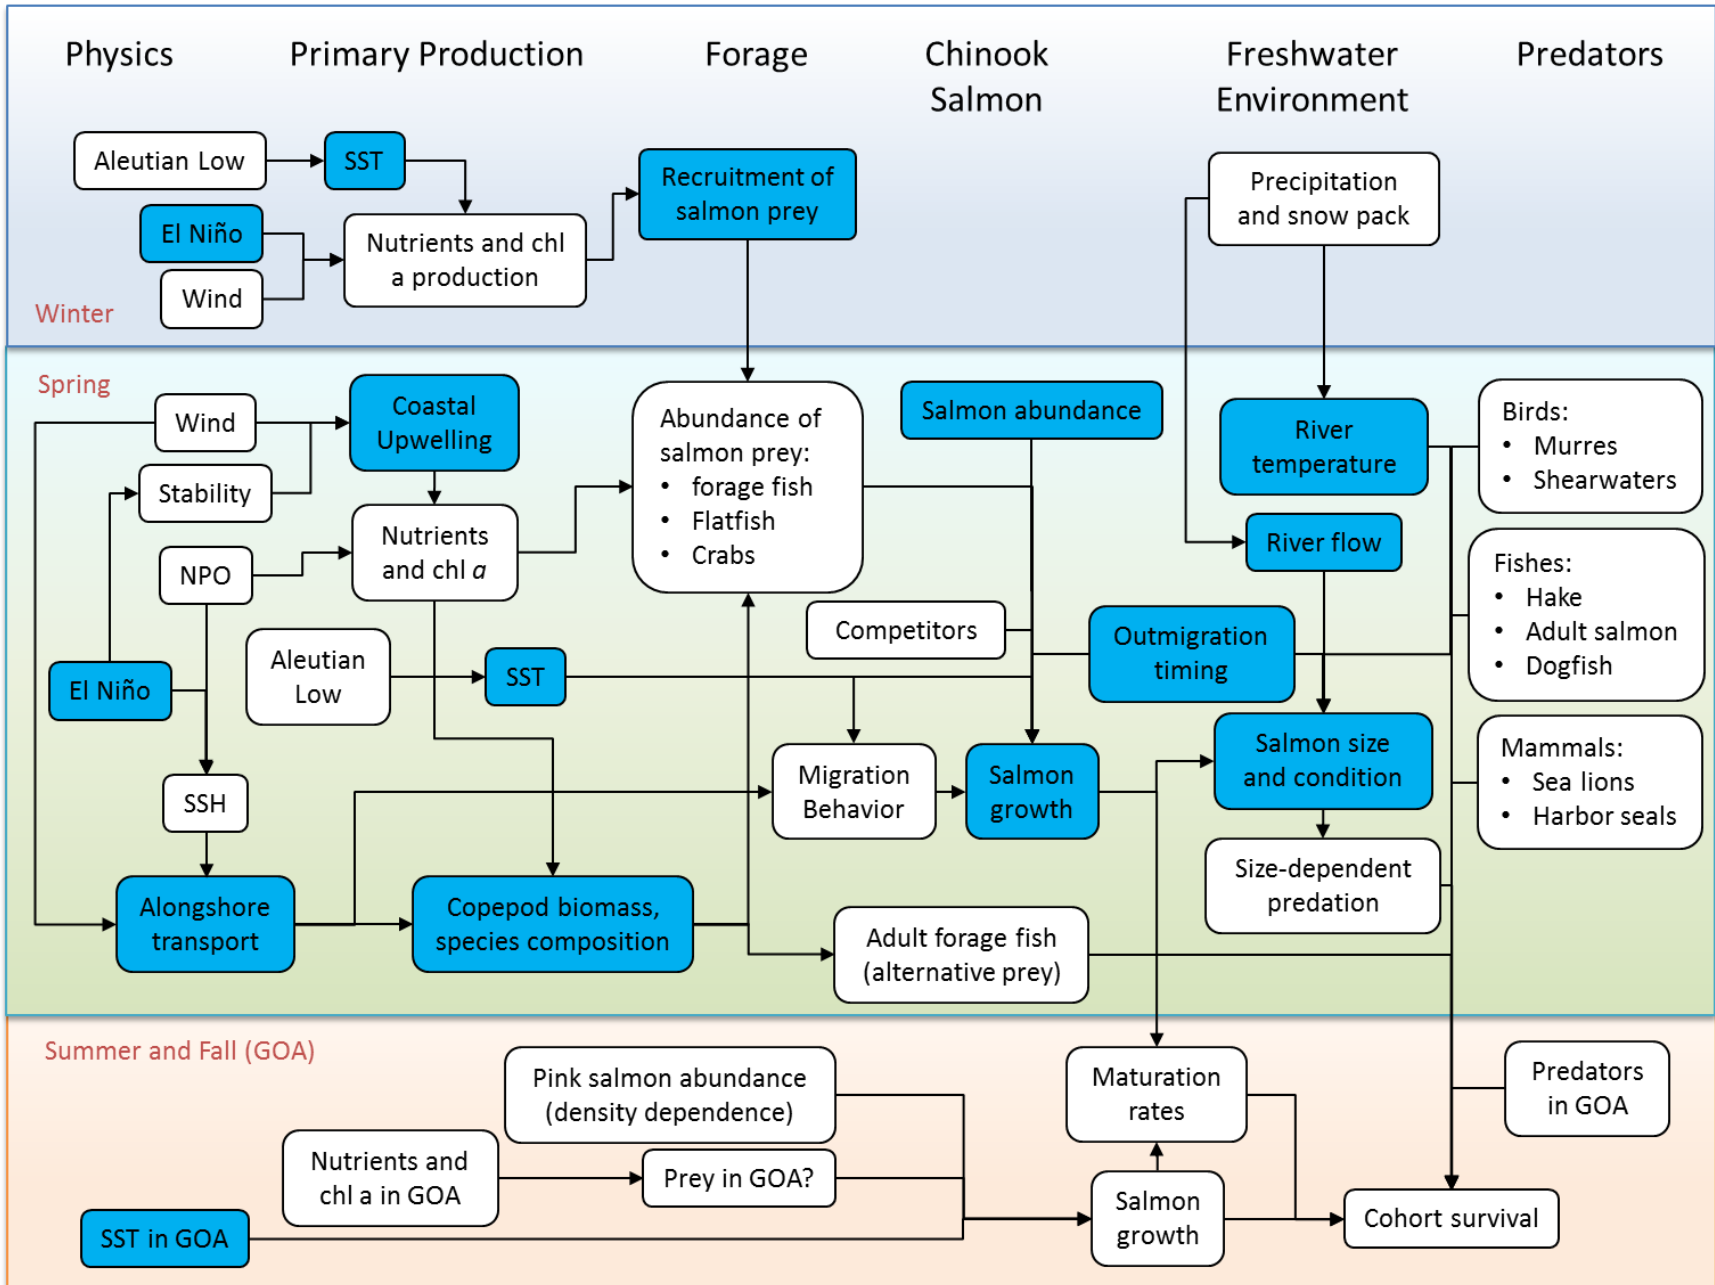 Physics
Primary Production
Forage
Chinook
Salmon
Freshwater
Environment
Predators
Aleutian Low
SST
El Niño
Wind
Nutrients and chl
a production
Recruitment of
salmon prey
Precipitation
and snow pack
Winter
Spring
Wind
Stability
NPO
El Niño
SSH
Alongshore
transport
Coastal
Upwelling
Nutrients
and chl a
Aleutian
Low
SST
Copepod biomass,
species composition
Abundance of
salmon prey:
• forage fish
• Flatfish
• Crabs
Salmon abundance
Competitors
Migration
Behavior
Salmon
growth
Adult forage fish
(alternative prey)
Outmigration
timing
River
temperature
River flow
Salmon size
and condition
Size-dependent
predation
Birds:
• Murres
• Shearwaters
Fishes:
• Hake
• Adult salmon
• Dogfish
Mammals:
• Sea lions
• Harbor seals
Summer and Fall (GOA)
Pink salmon abundance
(density dependence)
Nutrients and
chl a in GOA
Prey in GOA?
SST in GOA
Maturation
rates
Salmon
growth
Predators
in GOA
Cohort survival